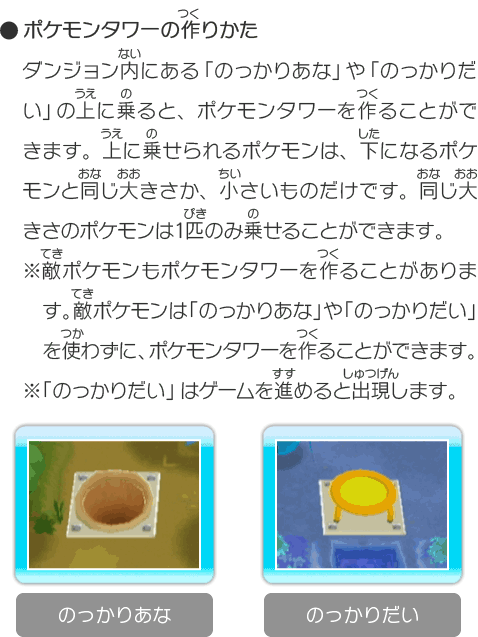 ● ポケモンタワーの作りかた
ダンジョン内にある「のっかりあな」や「のっかりだ
い」の上に乗ると、ポケモンタワーを作ることがで
きます。上に乗せられるポケモンは、下になるポケ
モンと同じ大きさか、小さいものだけです。同じ大
きさのポケモンは1匹のみ乗せることができます。
※敵ポケモンもポケモンタワーを作ることがありま
す。敵ポケモンは「のっかりあな」や「のっかりだい」
を使わずに、ポケモンタワーを作ることができます。
※「のっかりだい」はゲームを進めると出現します。
のっかりあな
のっかりだい